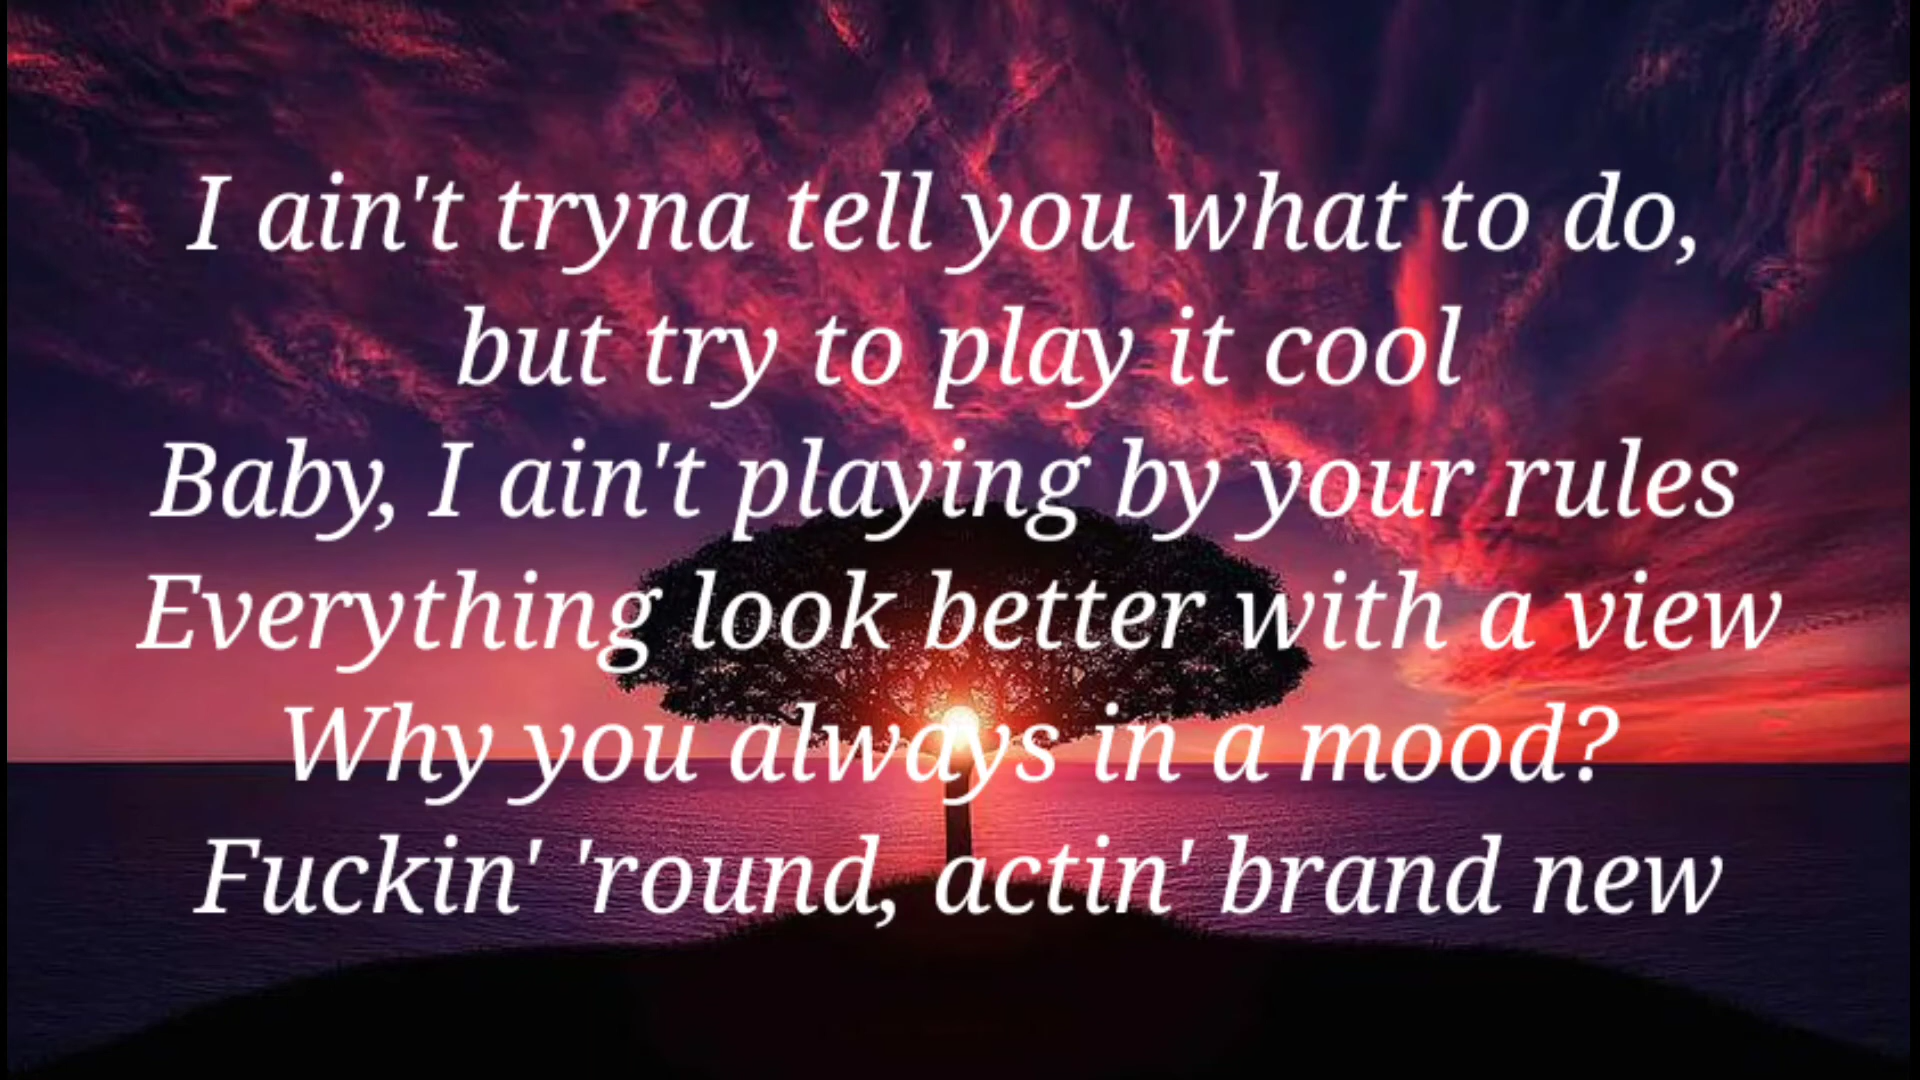 I ain't tryna tell you what to do,
but try to play it cool
Baby, I ain't playing by your rules
Everything look better with a view
Why you always in a mood?
Fuckin' 'round, actin' brand new